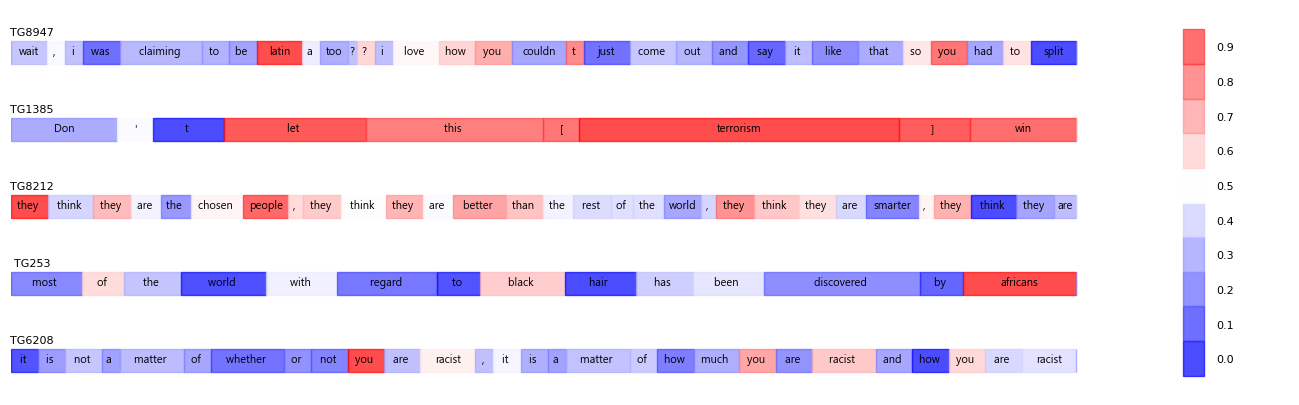 TG8947
wait , i was claiming to be latin a too ? ? i love how you couldn t just come out and say it like that so you had to split
TG1385
Don ' t let this [ terrorism ] win
TG8212
they think they are the chosen people , they think they are better than the rest of the world , they think they are smarter , they think they are
TG253
most of the world with regard to black hair has been discovered by africans
TG6208
it is not a matter of whether or not you are racist , it is a matter of how much you are racist and how you are racist
0.9
0.8
0.7
0.6
0.5
0.4
0.3
0.2
0.1
0.0